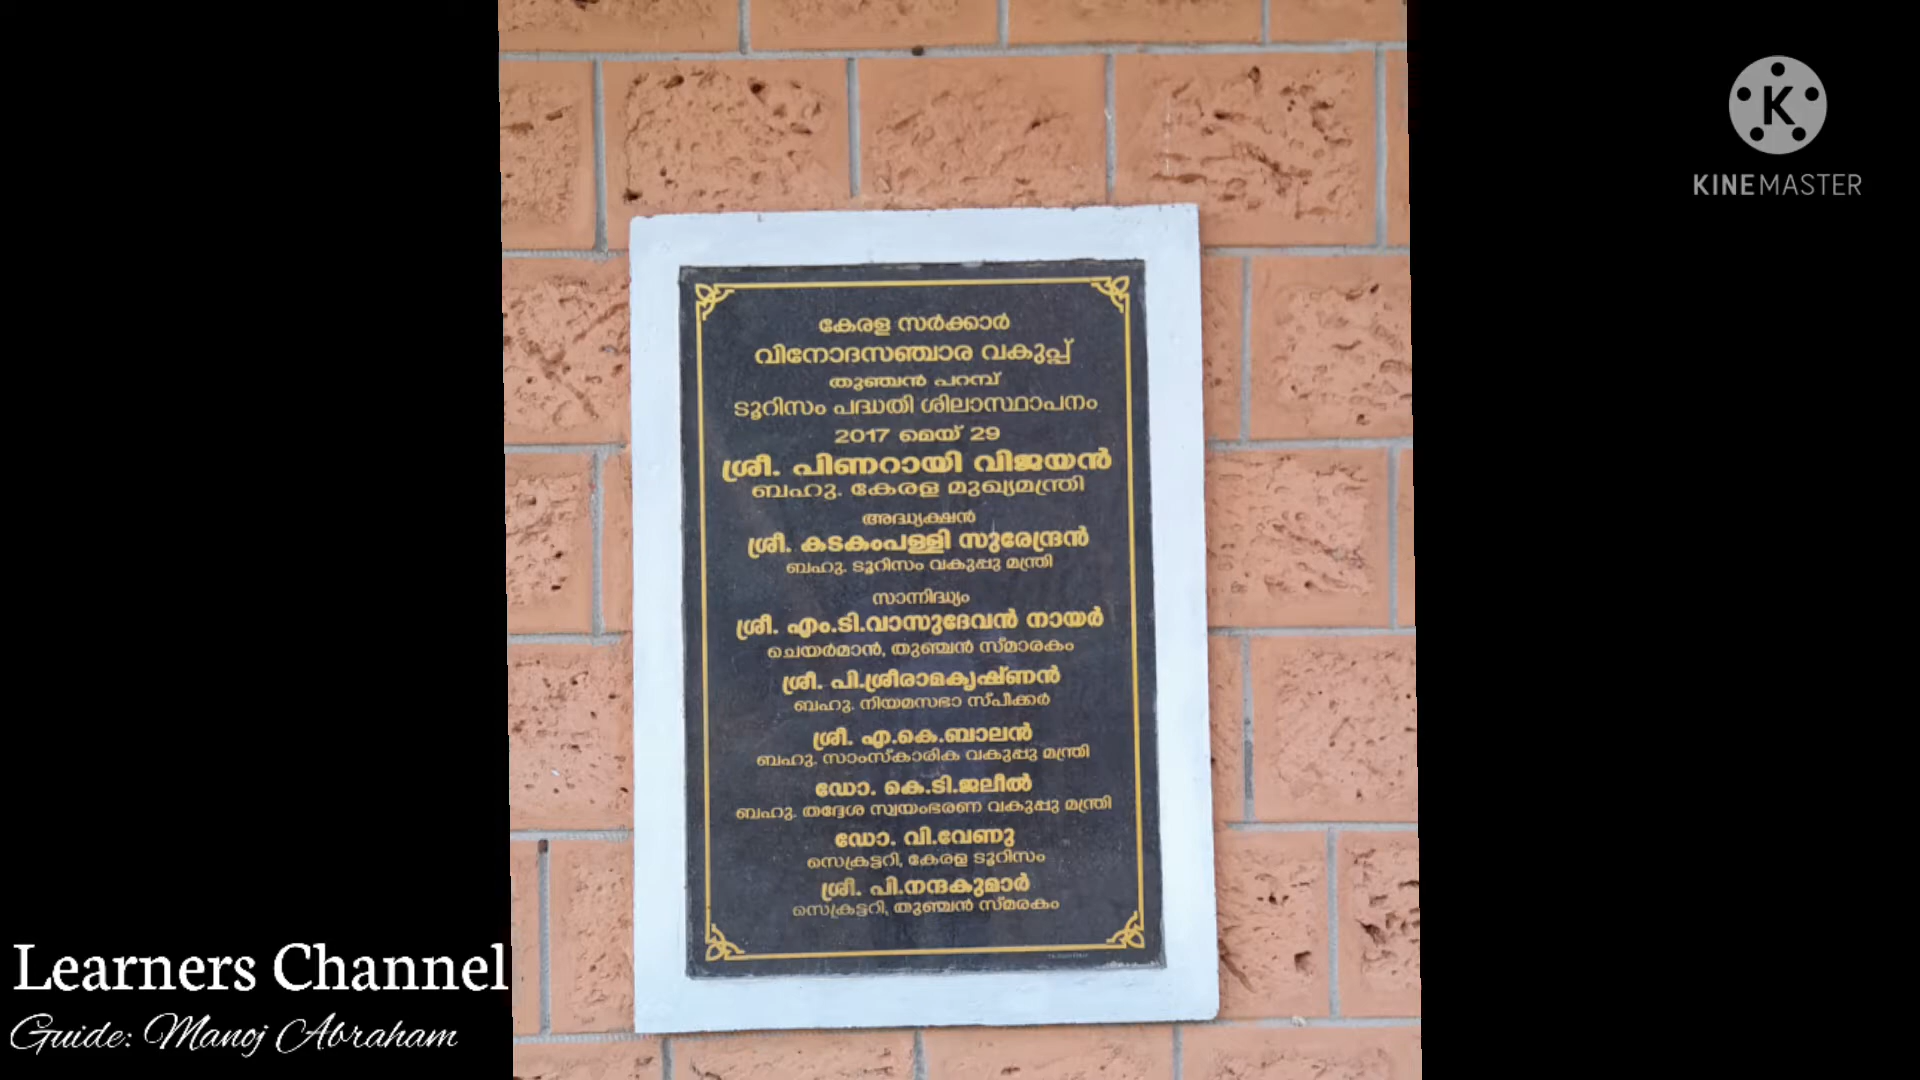 കേരള സർക്കാർ
വിനോദസഞ്ചാര വകുപ്പ്
തുഞ്ചൻ പറമ്പ്
ടൂറിസം പദ്ധതി ശിലാസ്ഥാപനം
2017 മെയ് 29
ശ്രീ. പിണറായി വിജയൻ
ബഹു. കേരള മുഖ്യമന്ത്രി
അദ്ധ്യക്ഷൻ
ശ്രീ. കടകംപള്ളി സുരേന്ദ്രൻ
ബഹു. ടൂറിസം വകുപ്പു മന്ത്രി
സാന്നിദ്ധ്യം
ശ്രീ. എം.ടി.വാസുദേവൻ നായർ
ചെയർമാൻ, തുഞ്ചൻ സ്മാരകം
ശ്രീ. പി.ശ്രീരാമകൃഷ്ണൻ
ബഹു. നിയമസഭാ സ്പീക്കർ
ശ്രീ. എ.കെ.ബാലൻ
ബഹു. സാംസ്കാരിക വകുപ്പു മന്ത്രി
ഡോ. കെ.ടി.ജലീൽ
ബഹു. തദ്ദേശ സ്വയംഭരണ വകുപ്പു മന്ത്രി
ഡോ. വി.വേണു
സെക്രട്ടറി, കേരള ടൂറിസം
ശ്രീ. പി.നന്ദകുമാർ
സെക്രട്ടറി, തുഞ്ചൻ സ്മരകം
K
KINEMASTER
Learners Channel
Guide: Manoj Abraham